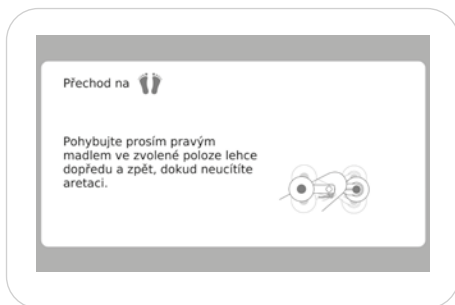 Přechod na
Pohybujte prosím pravým
madlem ve zvolené poloze lehce
dopředu a zpět, dokud neucítíte
aretaci.